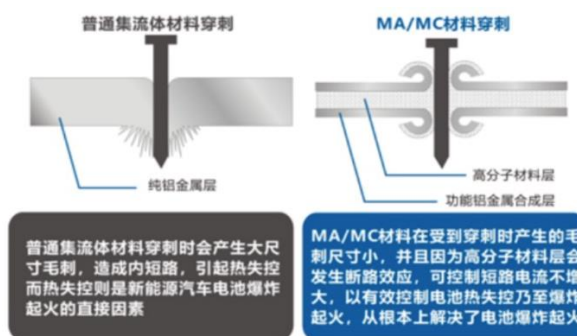 普通集流体材料穿刺
纯铝金属层
普通集流体材料穿刺时会产生大尺
寸毛刺，造成内短路，引起热失控
而热失控则是新能源汽车电池爆炸
起火的直接因素
MA/MC材料穿刺
高分子材料层
功能铝金属合成层
MA/MC材料在受到穿刺时产生的毛
刺尺寸小，并且因为高分子材料层会
发生断路效应，可控制短路电流不增
大，以有效控制电池热失控乃至爆炸
起火，从根本上解决了电池爆炸起火